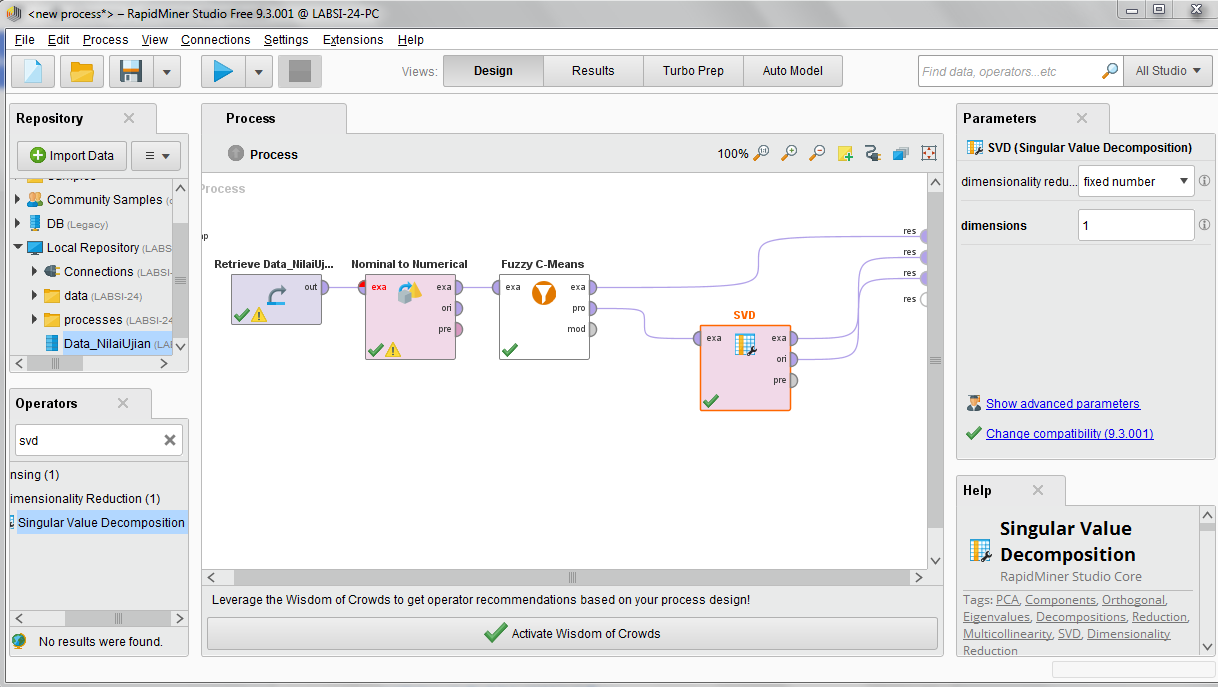 <new process*> – RapidMiner Studio Free 9.3.001 @ LABSI-24-PC
File Edit Process View Connections Settings Extensions Help
Views: Design Results Turbo Prep Auto Model
Find data, operators...etc
All Studio
Repository
Import Data
Community Samples
DB (Legacy)
Local Repository (LABS
Connections (LABSI-
data (LABSI-24)
processes (LABSI-24
Data_NilaiUjian (LA
Operators
svd
nsing (1)
imensionality Reduction (1)
Singular Value Decomposition
No results were found.
Process
Process
100%
Process
Retrieve Data_NilaiUj...
out
Nominal to Numerical
exa exa
ori
pre
Fuzzy C-Means
exa exa
pro
mod
SVD
exa exa
ori
pre
res
res
res
res
Leverage the Wisdom of Crowds to get operator recommendations based on your process design!
Activate Wisdom of Crowds
Parameters
SVD (Singular Value Decomposition)
dimensionality redu... fixed number
dimensions 1
Show advanced parameters
Change compatibility (9.3.001)
Help
Singular Value
Decomposition
RapidMiner Studio Core
Tags: PCA, Components, Orthogonal,
Eigenvalues, Decompositions, Reduction,
Multicollinearity, SVD, Dimensionality
Reduction